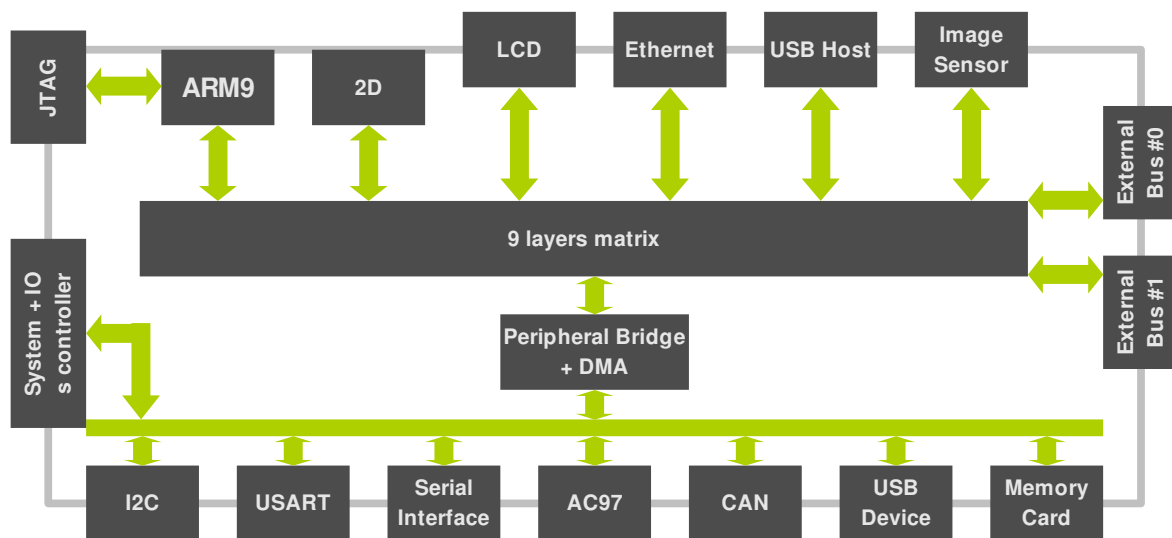 JTAG
ARM9
2D
LCD
Ethernet
USB Host
Image
Sensor
External
Bus #0
9 layers matrix
External
Bus #1
System + IO
s controller
Peripheral Bridge
+ DMA
I2C
USART
Serial
Interface
AC97
CAN
USB
Device
Memory
Card